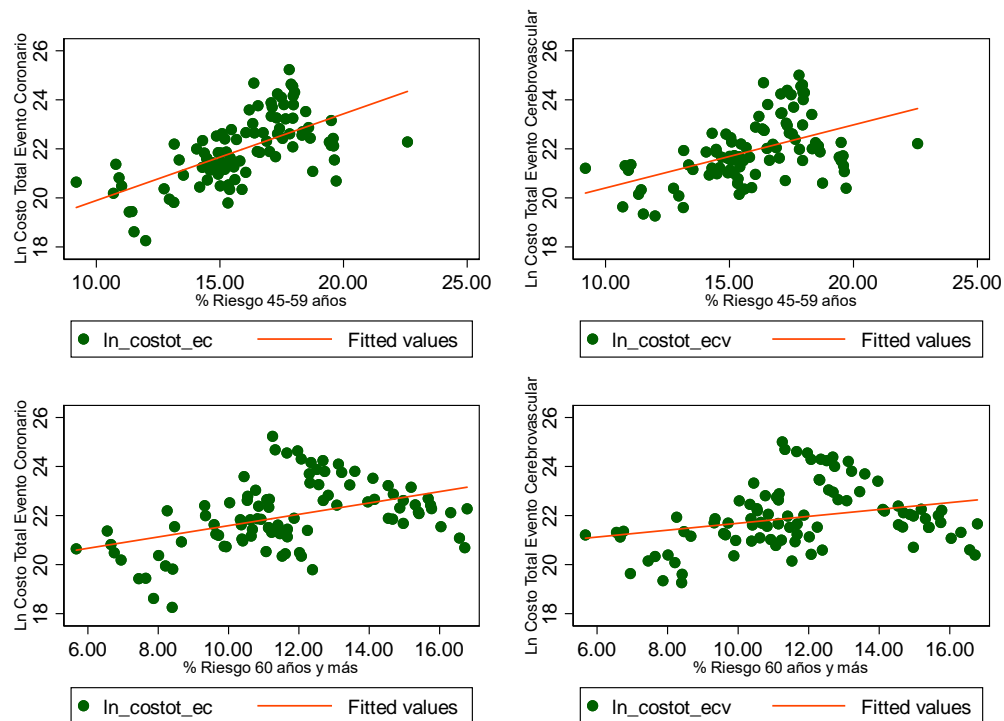 Ln Costo Total Evento Coronario
26
24
22
20
18
10.00 15.00 20.00 25.00
% Riesgo 45-59 años
ln_costot_ec Fitted values
Ln Costo Total Evento Cerebrovascular
26
24
22
20
18
10.00 15.00 20.00 25.00
% Riesgo 45-59 años
ln_costot_ecv Fitted values
Ln Costo Total Evento Coronario
26
24
22
20
18
6.00 8.00 10.00 12.00 14.00 16.00
% Riesgo 60 años y más
ln_costot_ec Fitted values
Ln Costo Total Evento Cerebrovascular
26
24
22
20
18
6.00 8.00 10.00 12.00 14.00 16.00
% Riesgo 60 años y más
ln_costot_ecv Fitted values